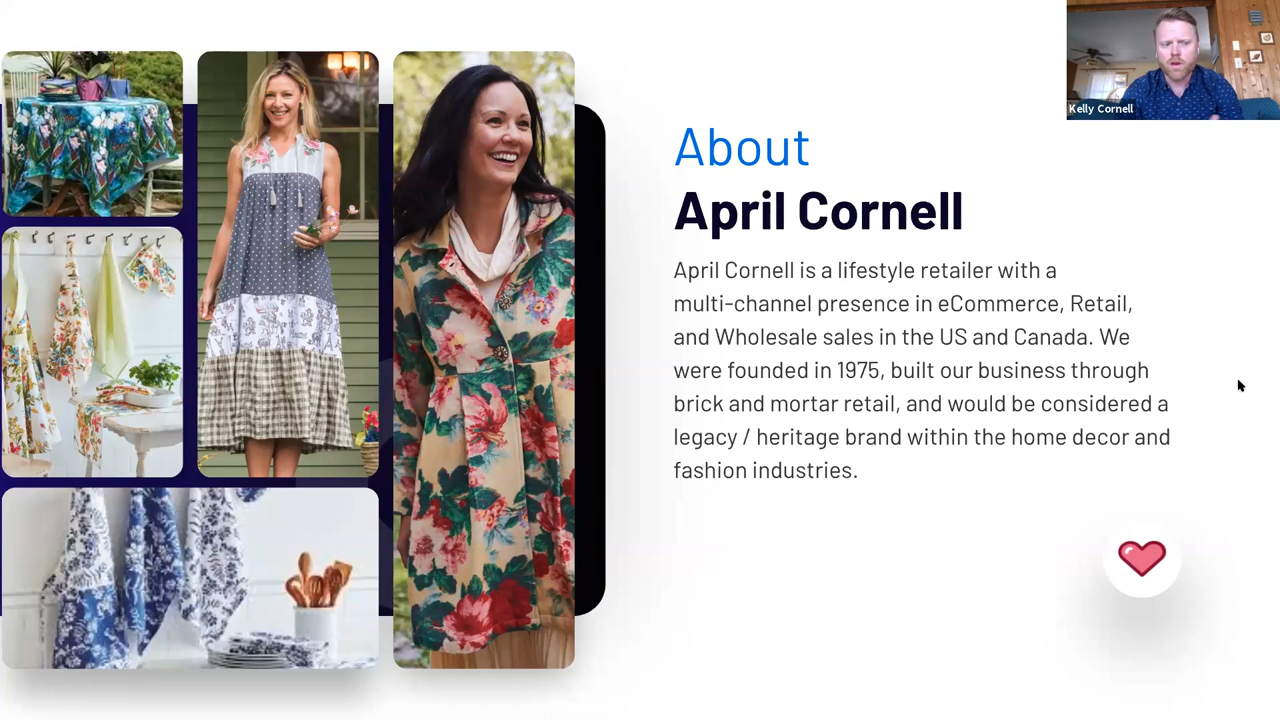 Kelly Cornell
About
April Cornell
April Cornell is a lifestyle retailer with a
multi-channel presence in eCommerce, Retail,
and Wholesale sales in the US and Canada. We
were founded in 1975, built our business through
brick and mortar retail, and would be considered a
legacy / heritage brand within the home decor and
fashion industries.